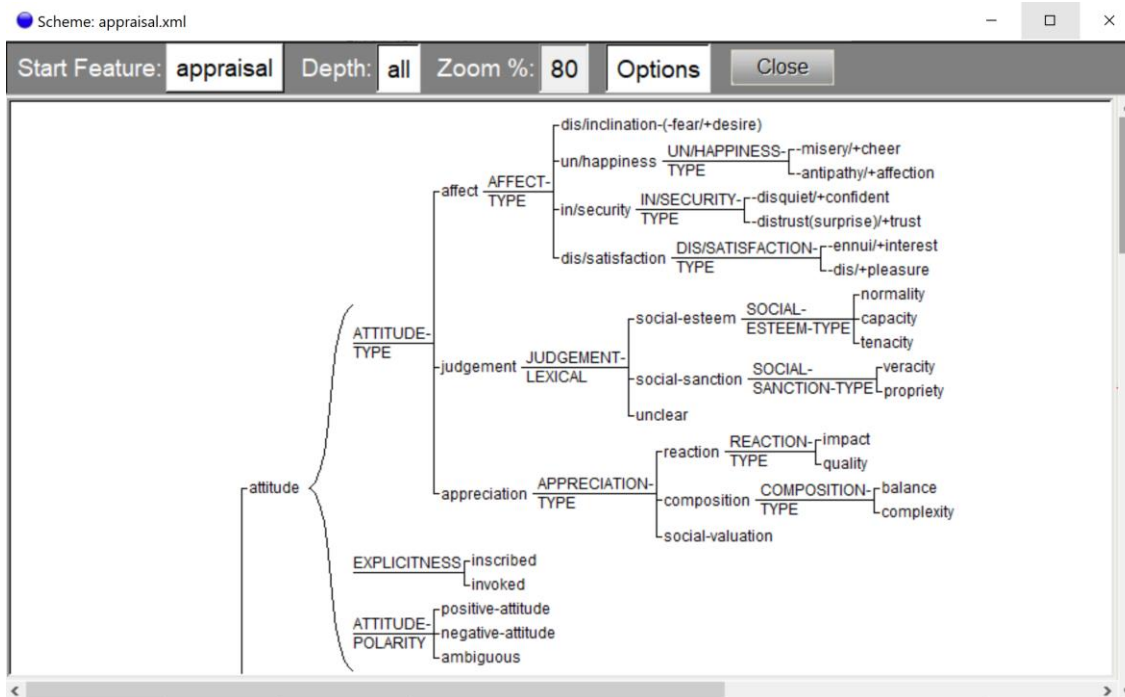 Scheme: appraisal.xml
Start Feature: appraisal Depth: all Zoom %: 80 Options Close
dis/inclination-(-fear/+desire)
un/happiness UN/HAPPINESS-TYPE
-misery/+cheer
-antipathy/+affection
affect AFFECT-TYPE
in/security IN/SECURITY-TYPE
-disquiet/+confident
-distrust(surprise)/+trust
dis/satisfaction DIS/SATISFACTION-TYPE
-ennui/+interest
-dis/+pleasure
ATTITUDE-TYPE
judgement JUDGEMENT-LEXICAL
social-esteem SOCIAL-ESTEEM-TYPE
normality
capacity
tenacity
social-sanction SOCIAL-SANCTION-TYPE
veracity
propriety
unclear
attitude
appreciation APPRECIATION-TYPE
reaction REACTION-TYPE
impact
quality
composition COMPOSITION-TYPE
balance
complexity
social-valuation
EXPLICITNESS
inscribed
invoked
ATTITUDE-POLARITY
positive-attitude
negative-attitude
ambiguous